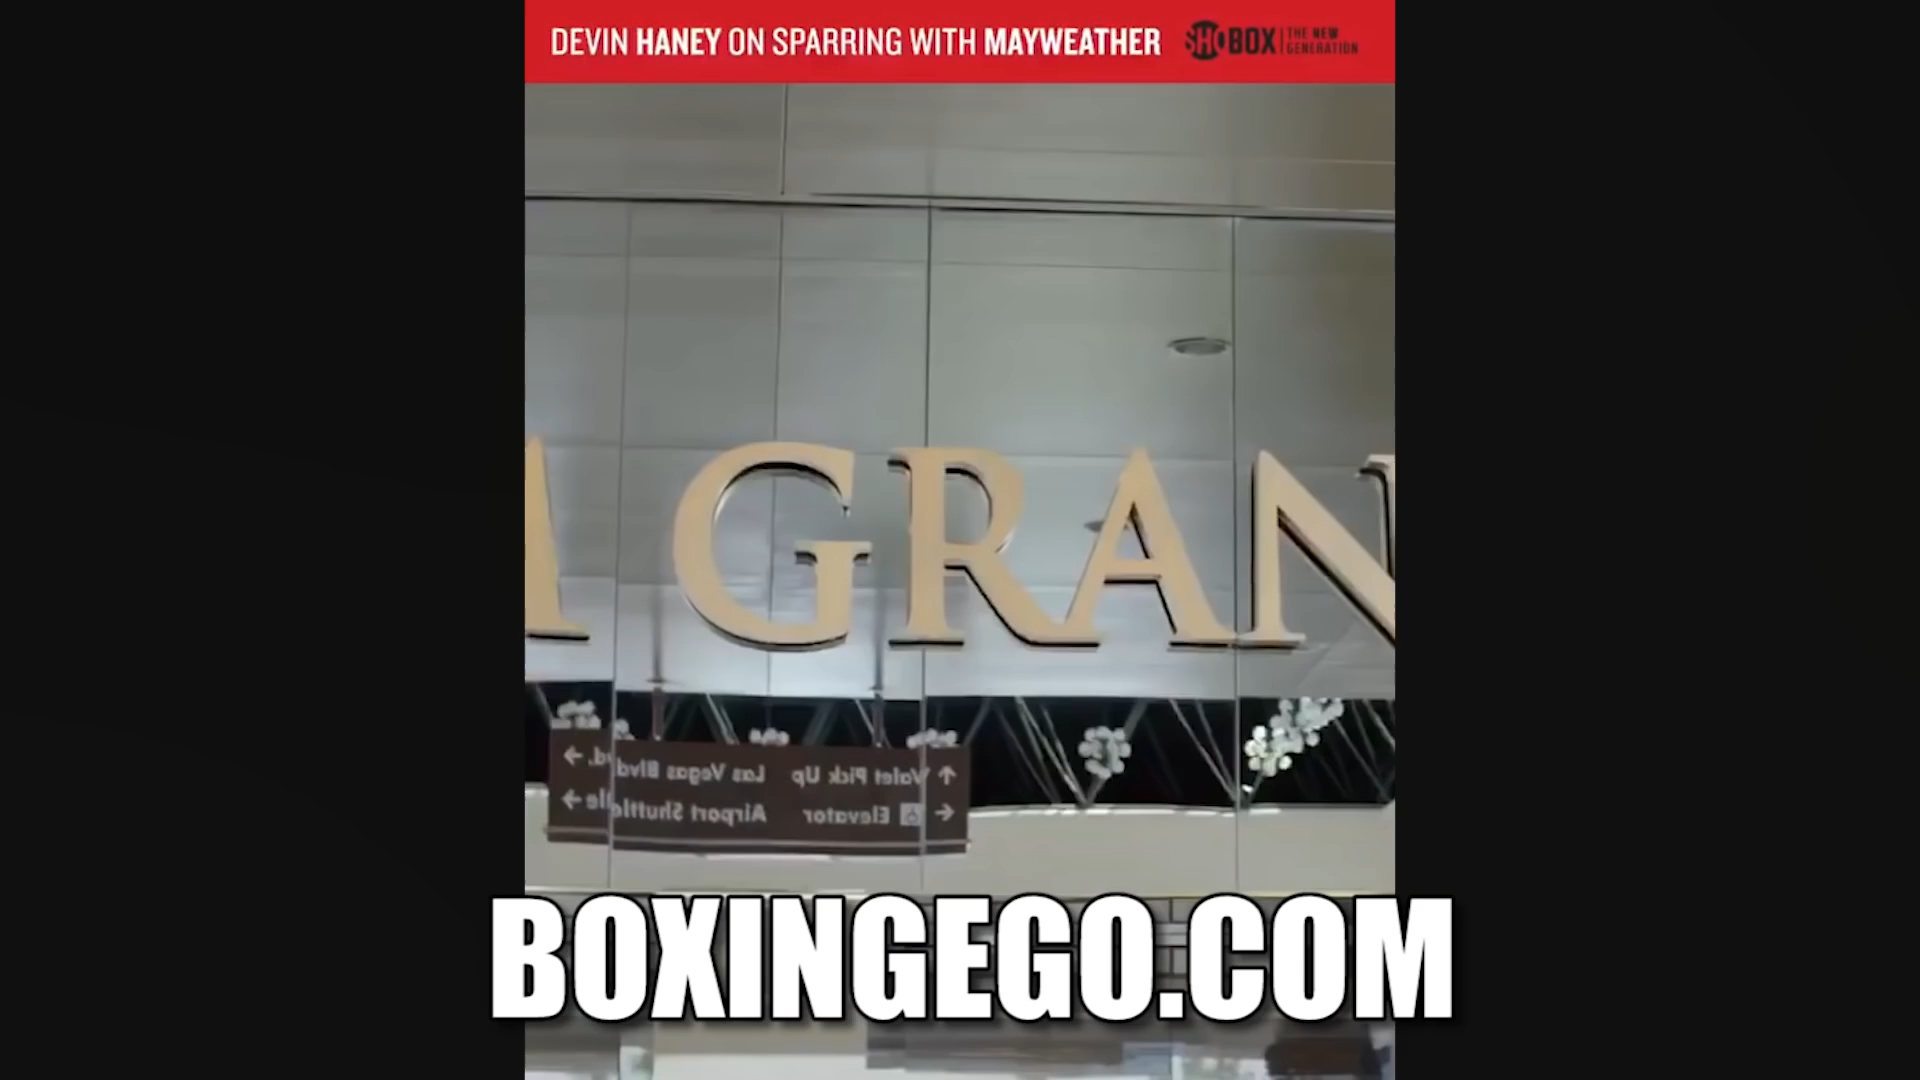 DEVIN HANEY ON SPARRING WITH MAYWEATHER
SHOBOX THE NEW GENERATION
M GRAN
Las Vegas Blvd Valet Pick Up
Airport Shuttle Elevator
BOXINGEGO.COM